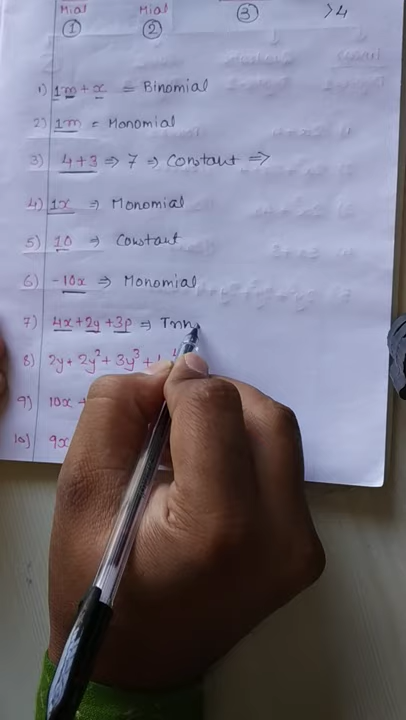 Mial Mial
① ② ③ >4
1) 1m + x = Binomial
2) 1m = Monomial
3) 4+3 ⇒ 7 ⇒ Constant ⇒
4) 1x ⇒ Monomial
5) 10 ⇒ Constant
6) -10x ⇒ Monomial
7) 4x+2y+3p ⇒ Trin
8) 2y + 2y² + 3y³ +
9) 10x +
10) 9x